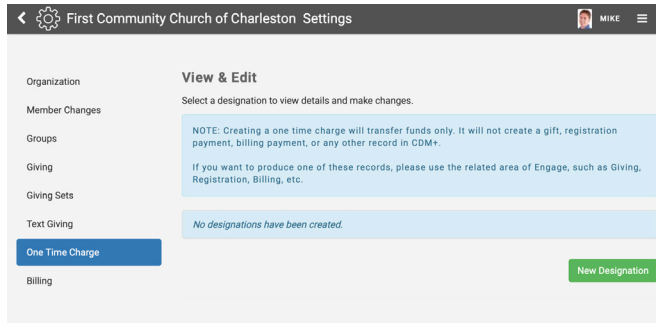 First Community Church of Charleston Settings
MIKE
Organization
Member Changes
Groups
Giving
Giving Sets
Text Giving
One Time Charge
Billing
View & Edit
Select a designation to view details and make changes.
NOTE: Creating a one time charge will transfer funds only. It will not create a gift, registration
payment, billing payment, or any other record in CDM+.
If you want to produce one of these records, please use the related area of Engage, such as Giving,
Registration, Billing, etc.
No designations have been created.
New Designation